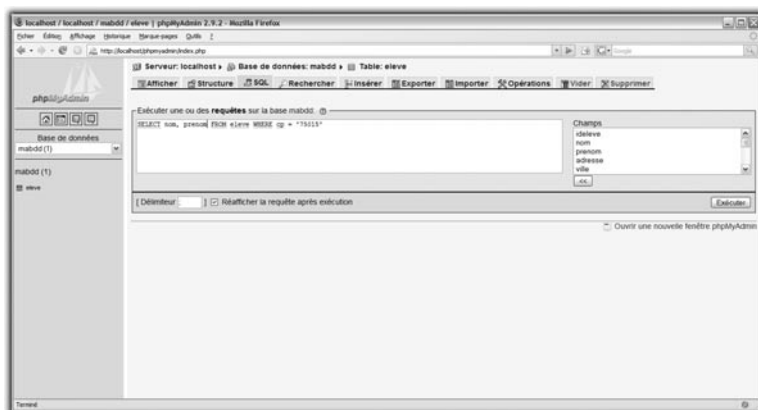 localhost / localhost / mabdd / eleve | phpMyAdmin 2.9.2 - Mozilla Firefox
Fichier Édition Affichage Historique Marque-pages Outils ?
http://localhost/phpmyadmin/index.php
Google
phpMyAdmin
Base de données
mabdd (1)
mabdd (1)
eleve
Serveur: localhost ▸ Base de données: mabdd ▸ Table: eleve
Afficher Structure SQL Rechercher Insérer Exporter Importer Opérations Vider Supprimer
Exécuter une ou des requêtes sur la base mabdd
SELECT nom, prenom FROM eleve WHERE cp = "75015"
Champs
ideleve
nom
prenom
adresse
ville
<<
[ Délimiteur ] Réafficher la requête après exécution
Exécuter
Ouvrir une nouvelle fenêtre phpMyAdmin
Terminé